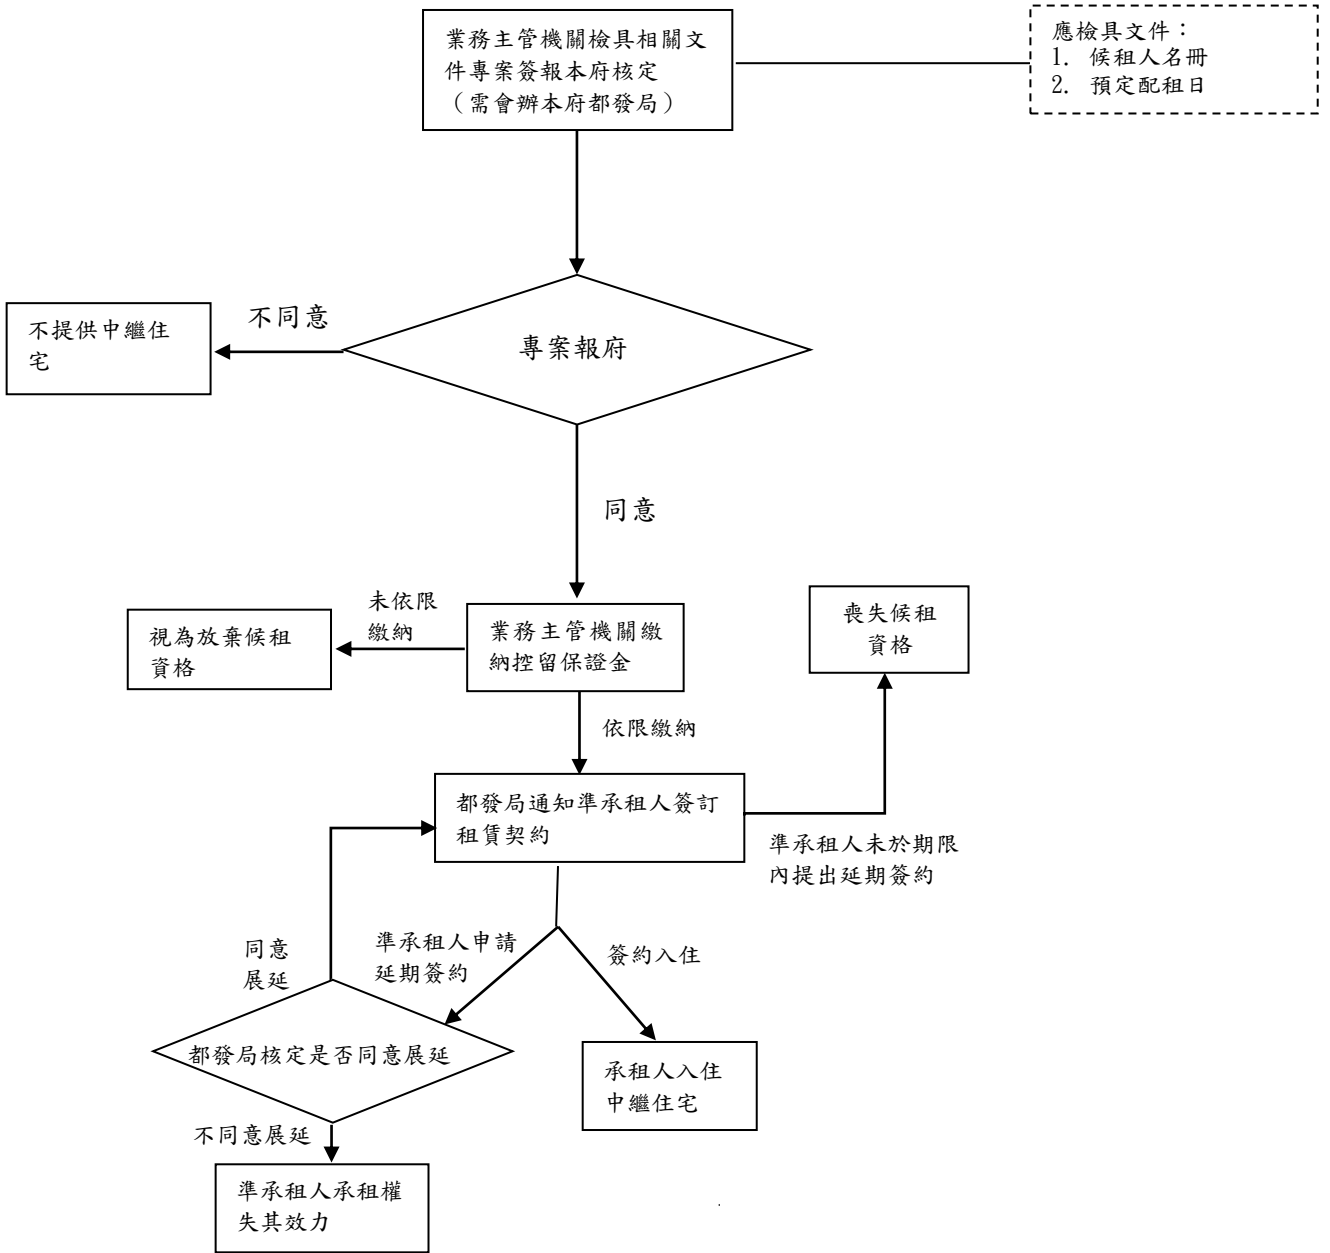 業務主管機關檢具相關文
件專案簽報本府核定
（需會辦本府都發局）
應檢具文件：
1. 候租人名冊
2. 預定配租日
不同意
不提供中繼住
宅
專案報府
同意
未依限
繳納
視為放棄候租
資格
業務主管機關繳
納控留保證金
喪失候租
資格
依限繳納
都發局通知準承租人簽訂
租賃契約
準承租人未於期限
內提出延期簽約
同意
展延
準承租人申請
延期簽約
簽約入住
都發局核定是否同意展延
承租人入住
中繼住宅
不同意展延
準承租人承租權
失其效力